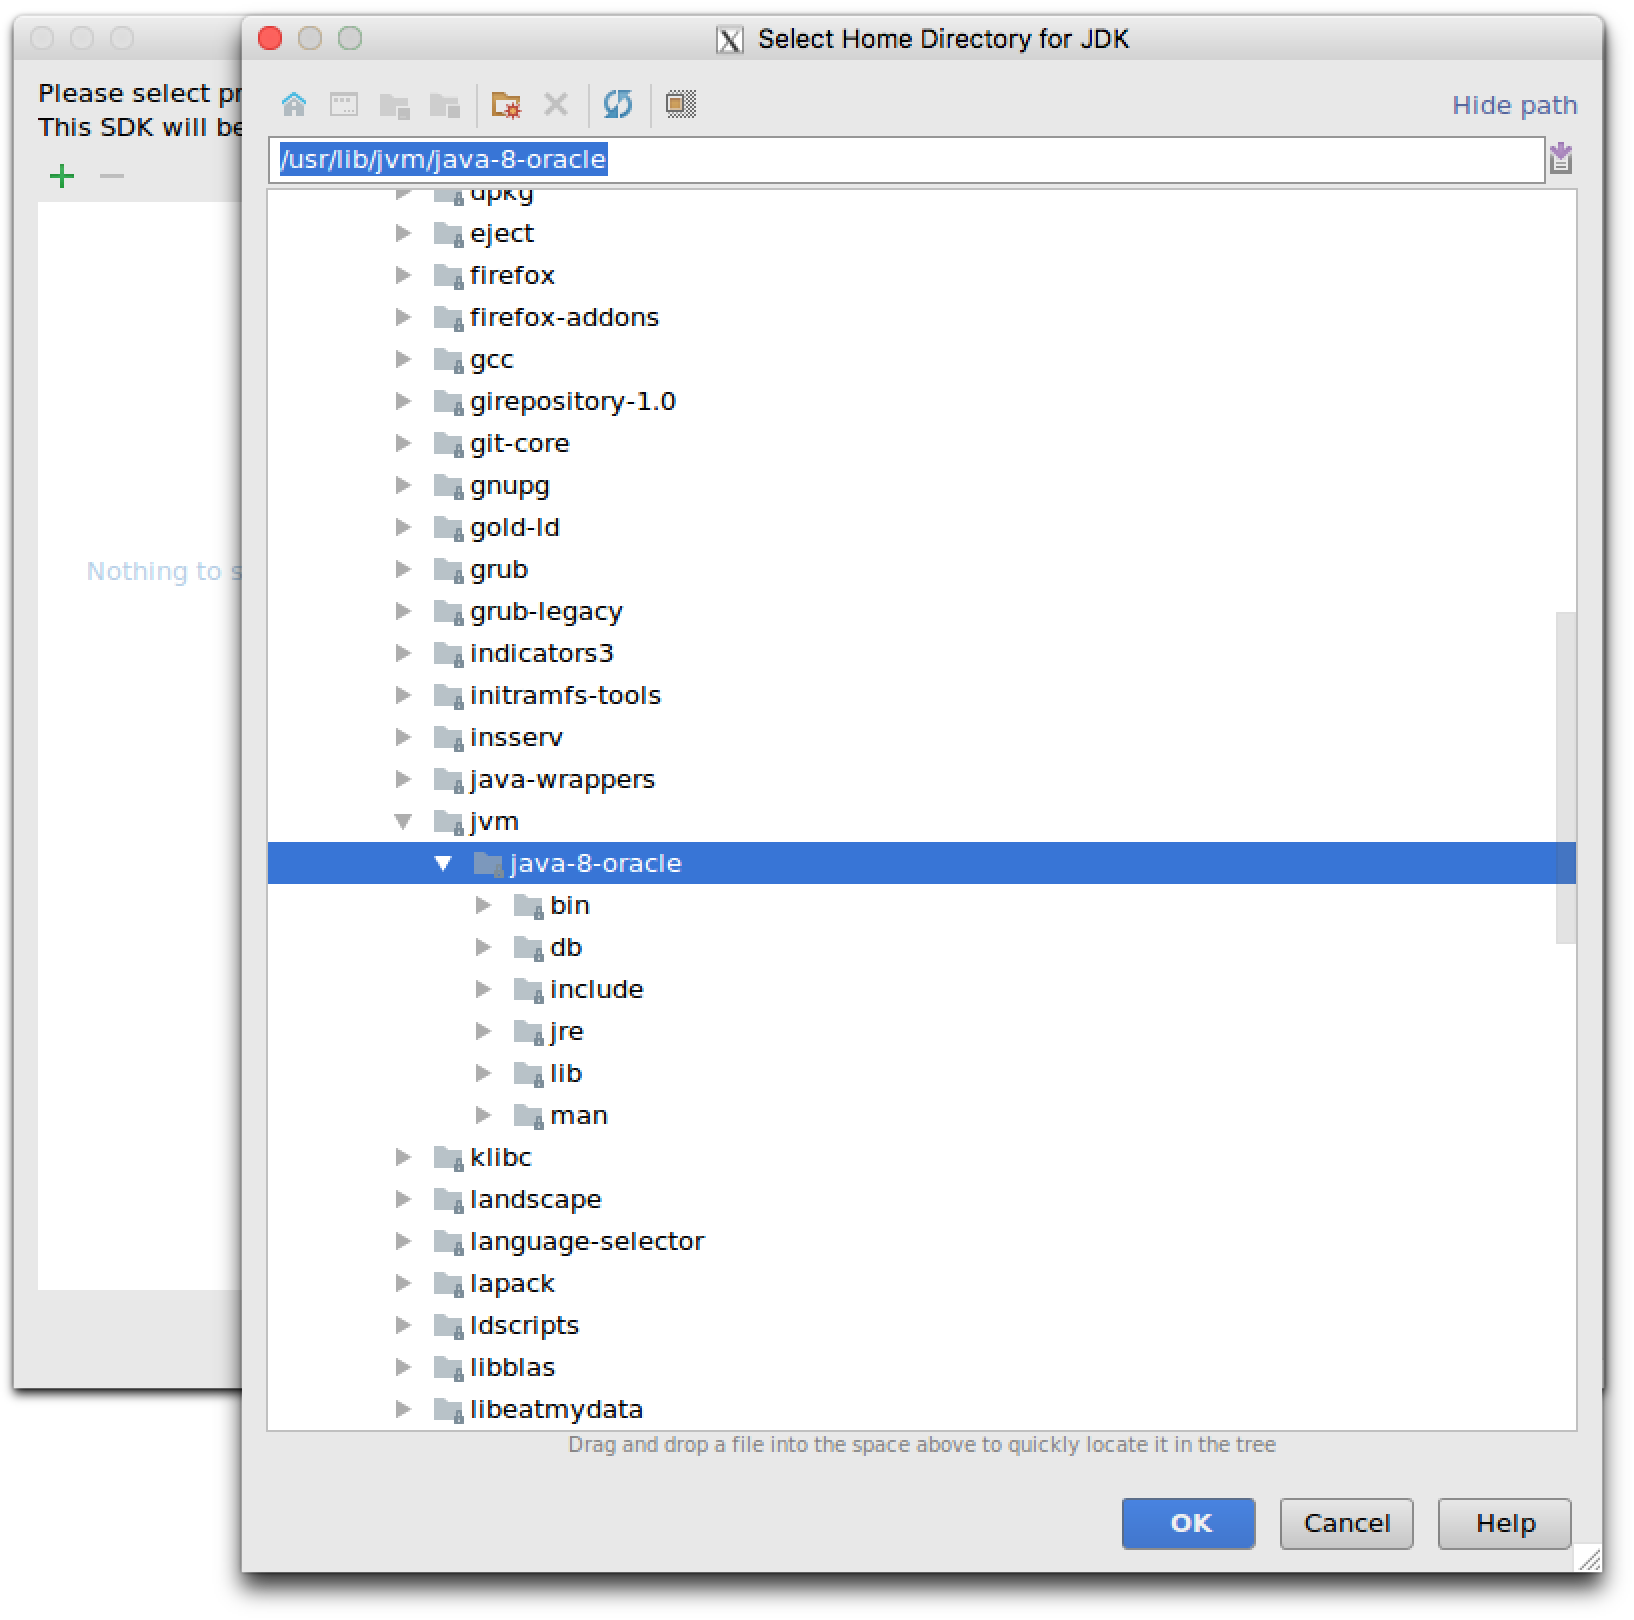 Select Home Directory for JDK
Please select pr
This SDK will be
Hide path
/usr/lib/jvm/java-8-oracle
dpkg
eject
firefox
firefox-addons
gcc
girepository-1.0
git-core
gnupg
gold-ld
Nothing to s
grub
grub-legacy
indicators3
initramfs-tools
insserv
java-wrappers
jvm
java-8-oracle
bin
db
include
jre
lib
man
klibc
landscape
language-selector
lapack
ldscripts
libblas
libeatmydata
Drag and drop a file into the space above to quickly locate it in the tree
OK
Cancel
Help